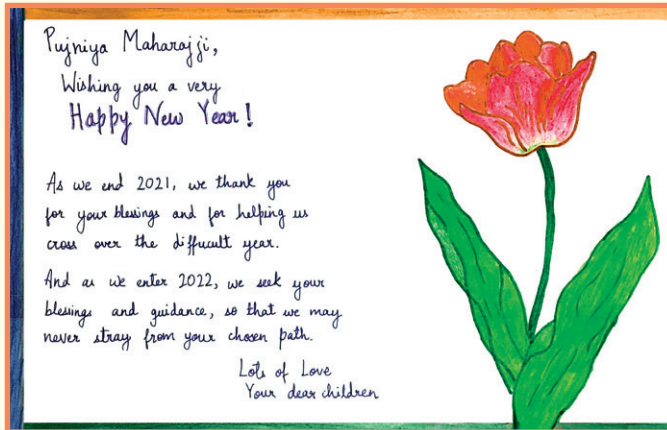 Pujniya Maharajji,
Wishing you a very
Happy New Year!
As we end 2021, we thank you
for your blessings and for helping us
cross over the difficult year.
And as we enter 2022, we seek your
blessings and guidance, so that we may
never stray from your chosen path.
Lots of Love
Your dear children